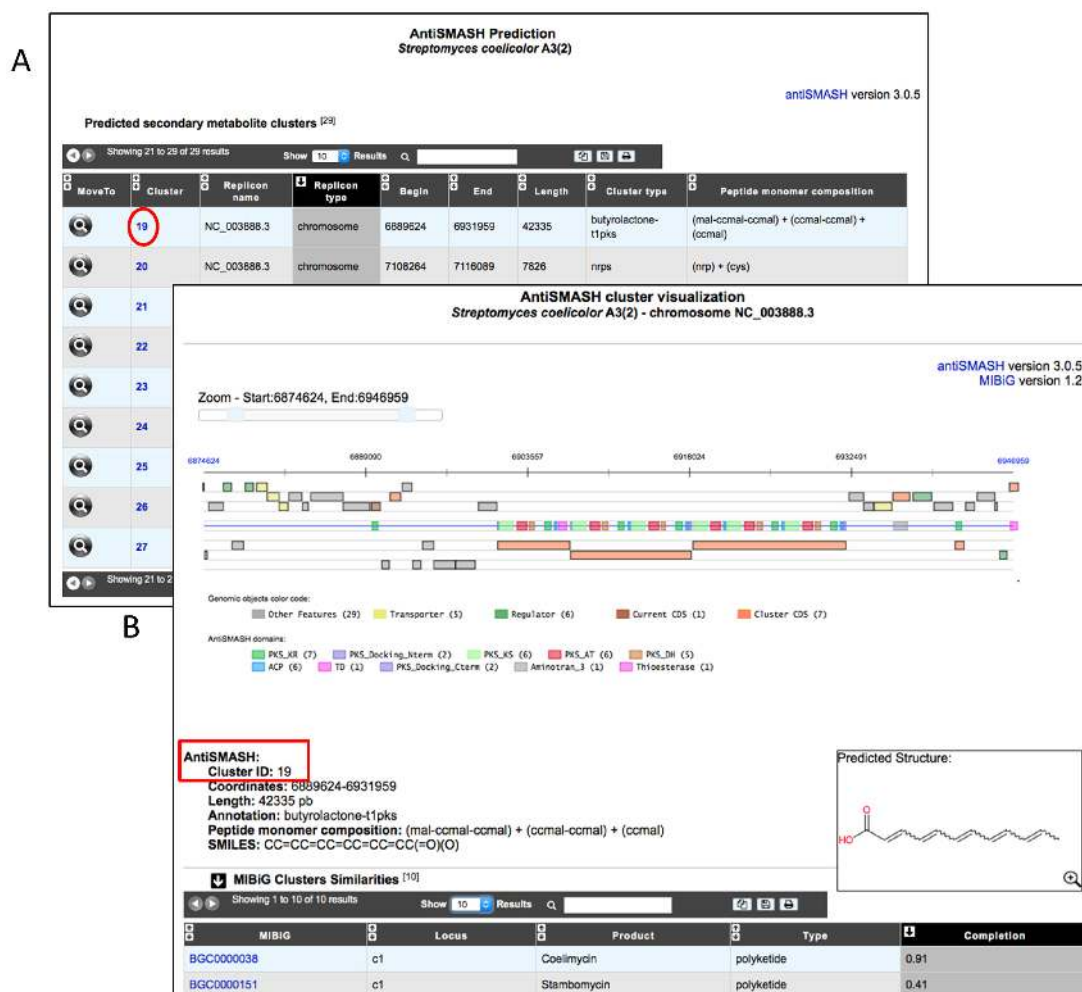 A
AntiSMASH Prediction
Streptomyces coelicolor A3(2)
antiSMASH version 3.0.5
Predicted secondary metabolite clusters [29]
Showing 21 to 29 of 29 results Show 10 Results
MoveTo Cluster Replicon name Replicon type Begin End Length Cluster type Peptide monomer composition
19 NC_003888.3 chromosome 6889624 6931959 42335 butyrolactone-t1pks (mal-ccmal-ccmal) + (ccmal-ccmal) + (ccmal)
20 NC_003888.3 chromosome 7108264 7116089 7826 nrps (nrp) + (cys)
21
22
23
24
25
26
27
Showing 21 to 2
B
AntiSMASH cluster visualization
Streptomyces coelicolor A3(2) - chromosome NC_003888.3
antiSMASH version 3.0.5
MIBiG version 1.2
Zoom - Start:6874624, End:6946959
6874624 6889090 6903557 6918024 6932491 6946959
Genomic objects color code:
Other Features (29) Transporter (5) Regulator (6) Current CDS (1) Cluster CDS (7)
AntiSMASH domains:
PKS_KR (7) PKS_Docking_Nterm (2) PKS_KS (6) PKS_AT (6) PKS_DH (5)
ACP (6) TD (1) PKS_Docking_Cterm (2) Aminotran_3 (1) Thioesterase (1)
AntiSMASH:
Cluster ID: 19
Coordinates: 6889624-6931959
Length: 42335 pb
Annotation: butyrolactone-t1pks
Peptide monomer composition: (mal-ccmal-ccmal) + (ccmal-ccmal) + (ccmal)
SMILES: CC=CC=CC=CC=CC=CC(=O)(O)
Predicted Structure:
O
HO
MIBiG Clusters Similarities [10]
Showing 1 to 10 of 10 results Show 10 Results
MIBiG Locus Product Type Completion
BGC0000038 c1 Coelimycin polyketide 0.91
BGC0000151 c1 Stambomycin polyketide 0.41